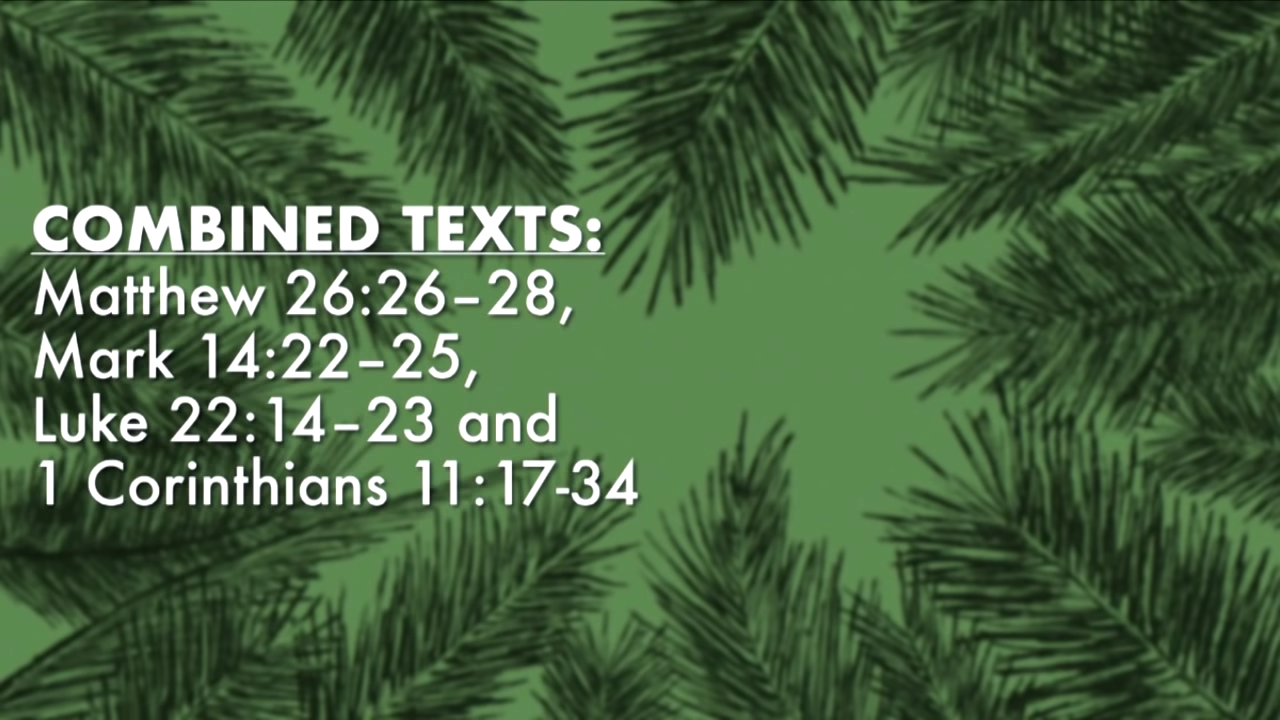 COMBINED TEXTS:
Matthew 26:26–28,
Mark 14:22–25,
Luke 22:14–23 and
1 Corinthians 11:17-34